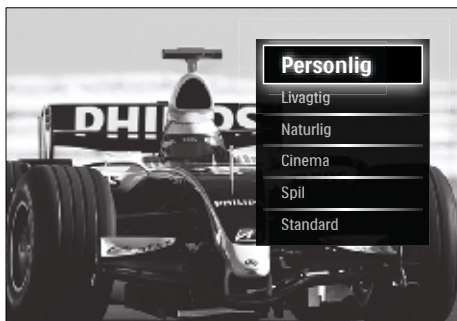 Personlig
Livagtig
Naturlig
Cinema
Spil
Standard
PHILIPS